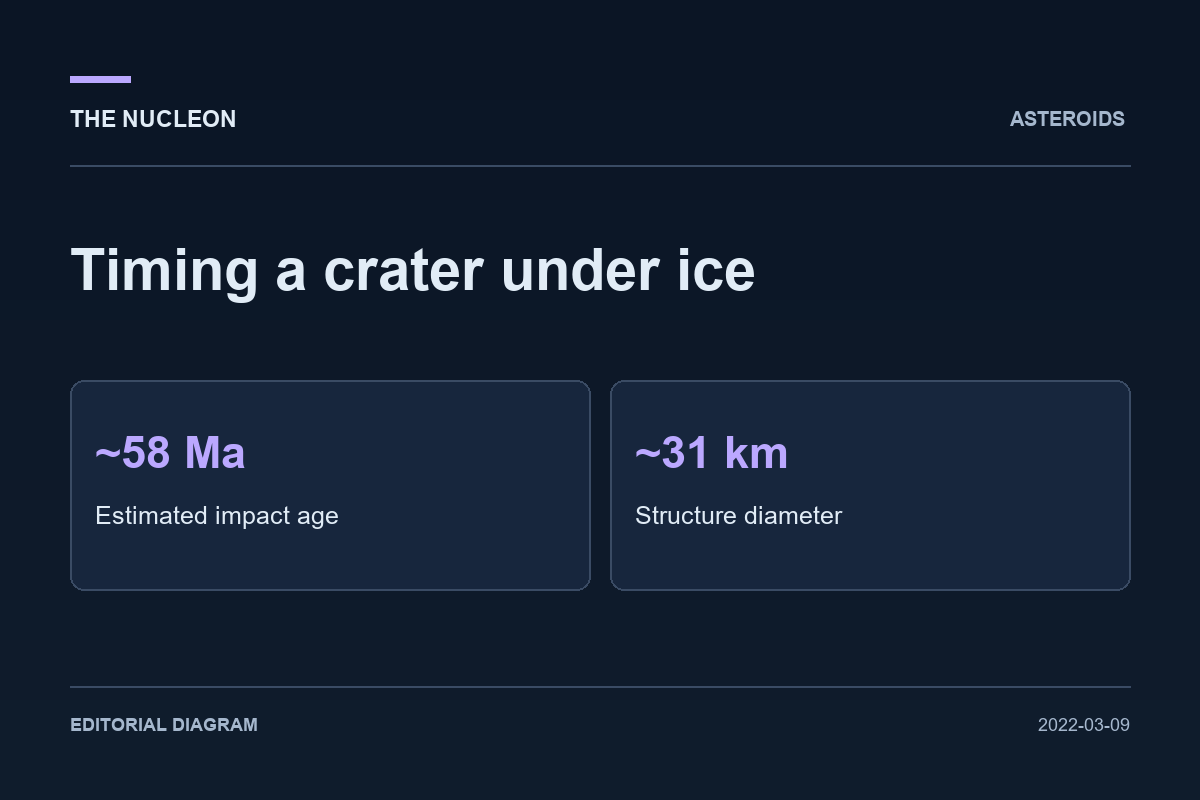 THE NUCLEON
ASTEROIDS
Timing a crater under ice
~58 Ma
Estimated impact age
~31 km
Structure diameter
EDITORIAL DIAGRAM
2022-03-09